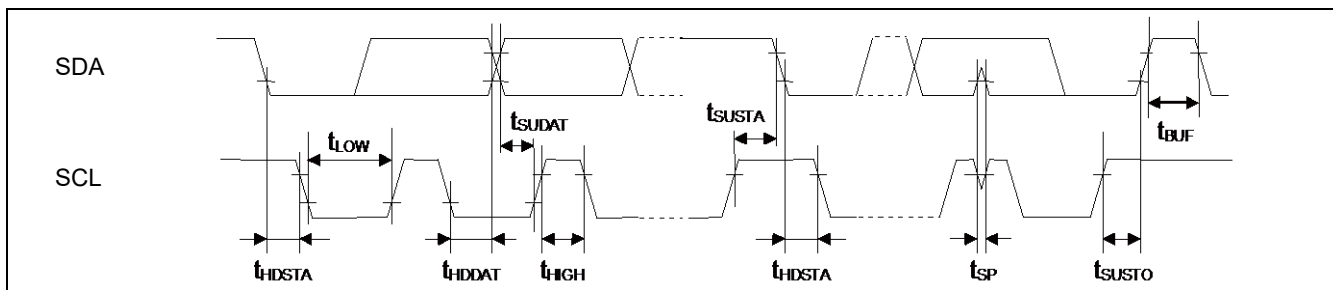 SDA
tSUDAT
tSUSTA
tBUF
tLOW
SCL
tHDSTA
tHDDAT
tHIGH
tHDSTA
tSP
tSUSTO